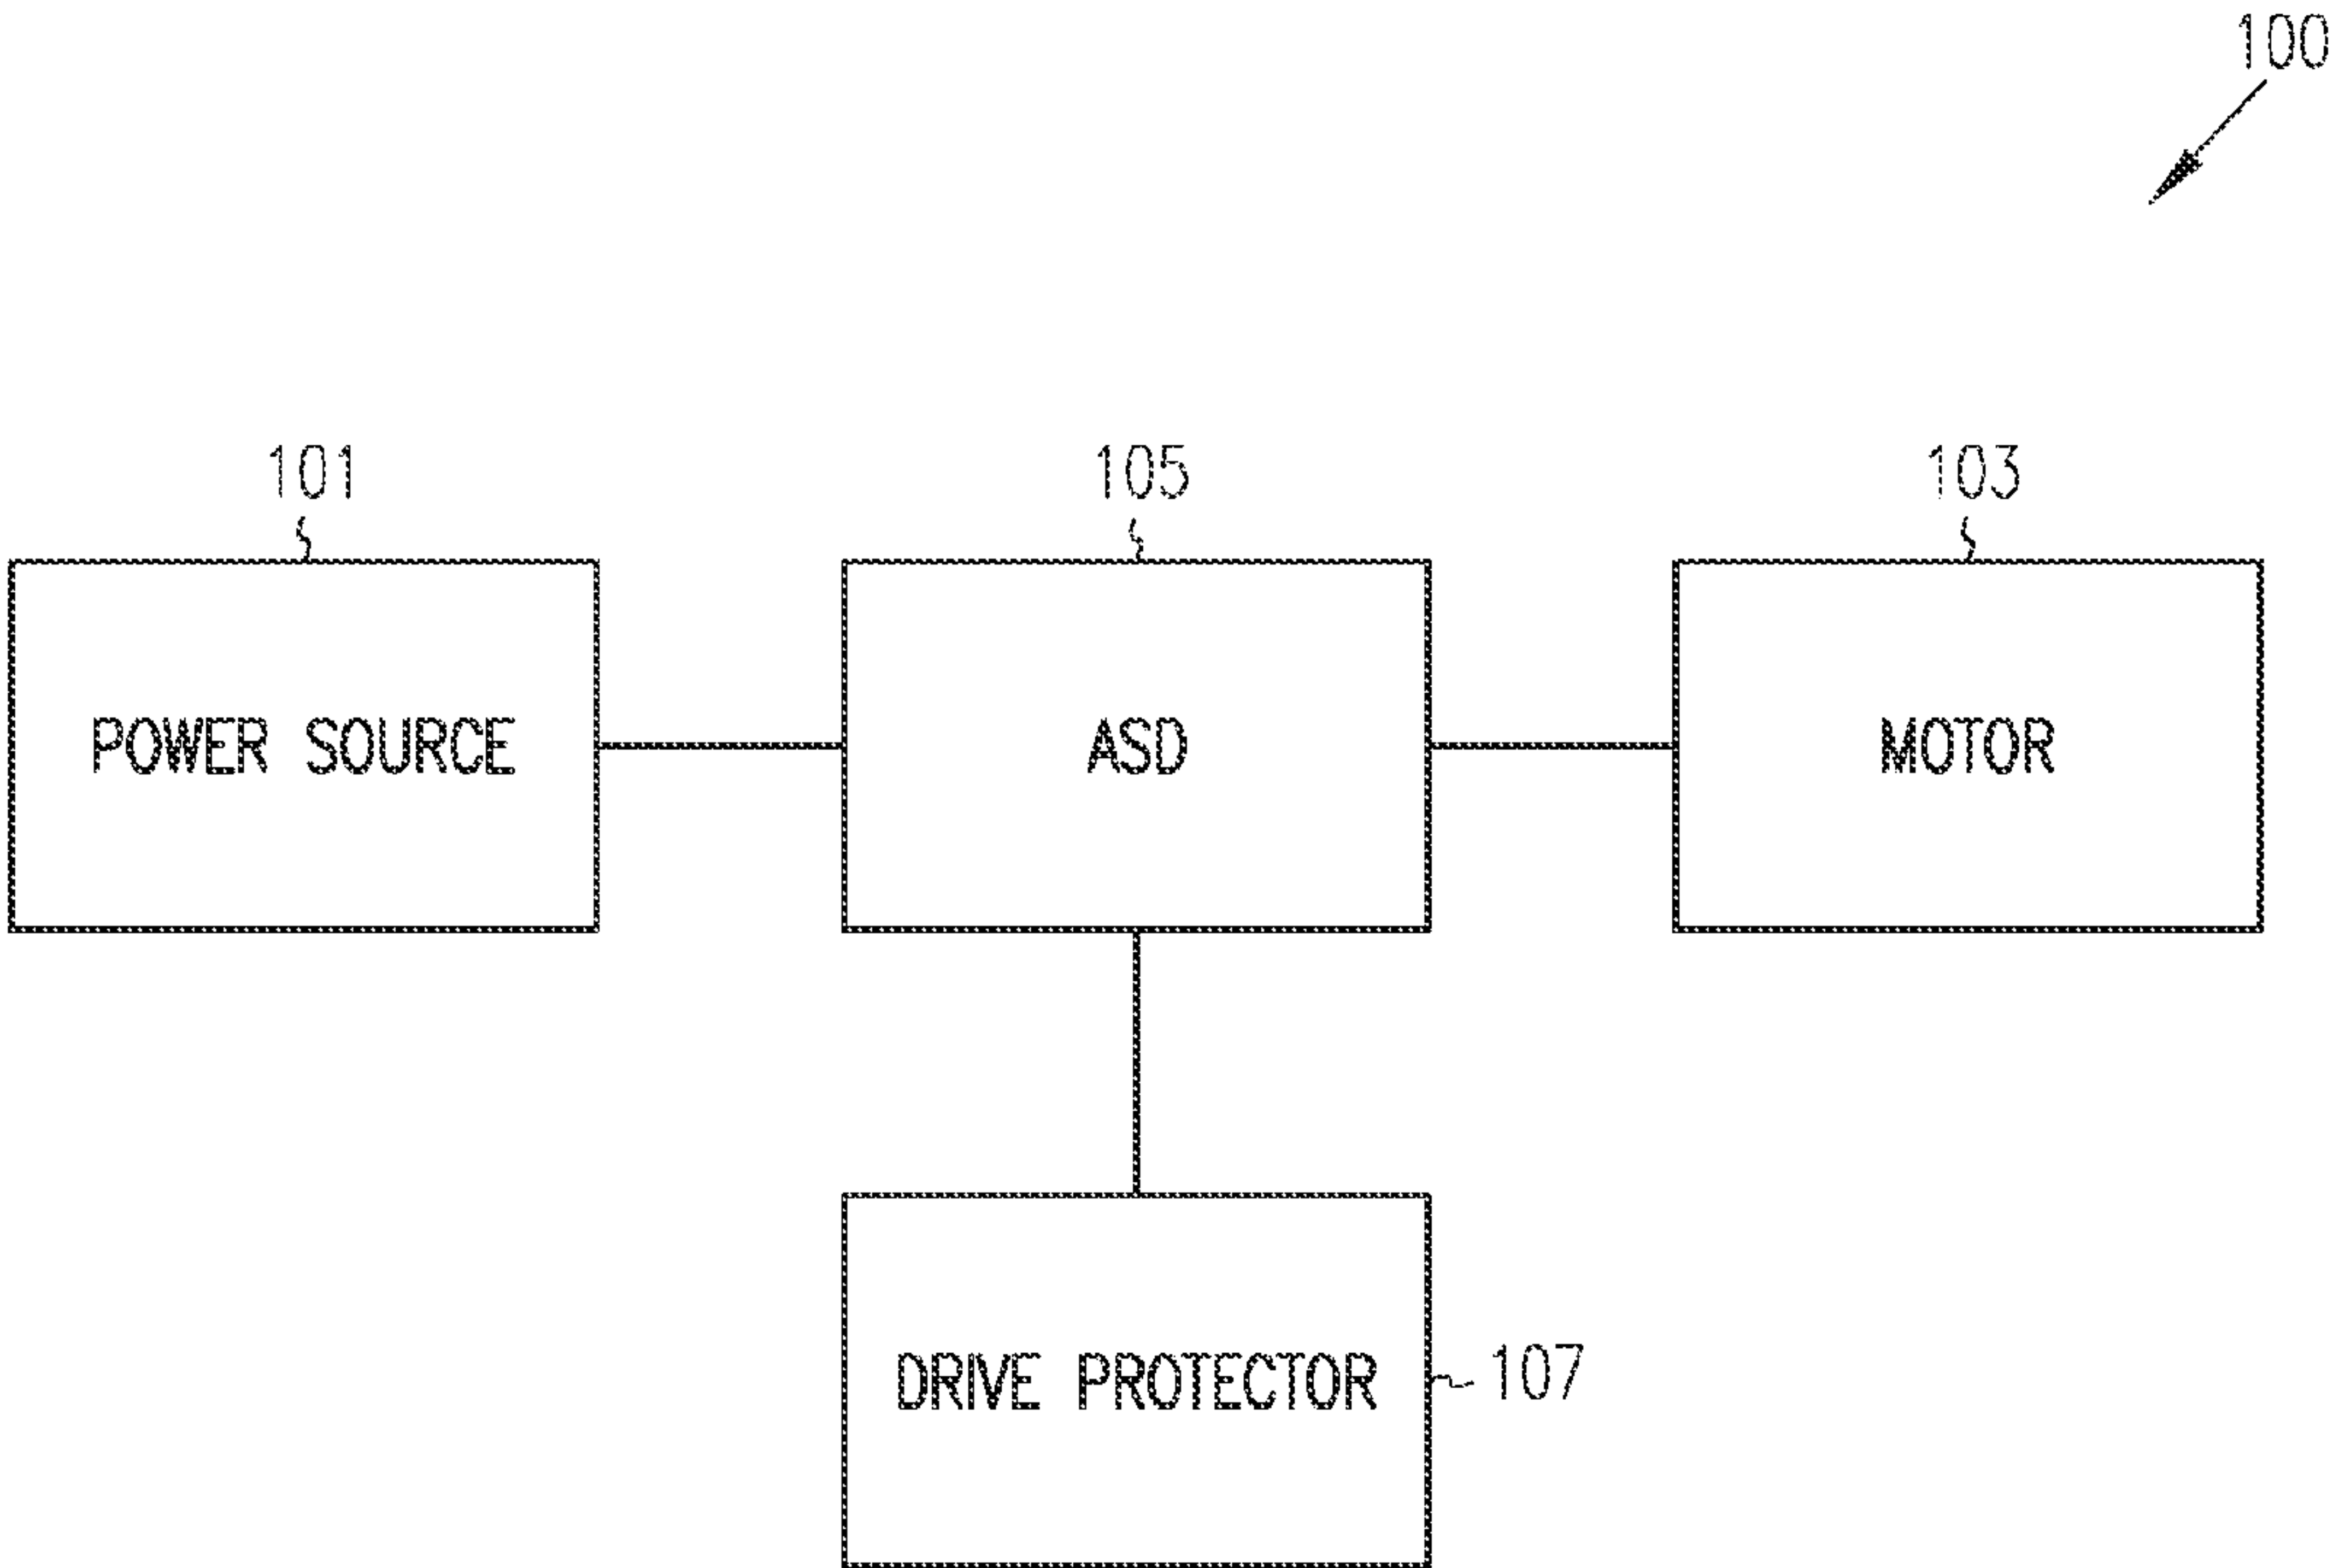 100
101
105
103
POWER SOURCE
ASD
MOTOR
DRIVE PROTECTOR
107